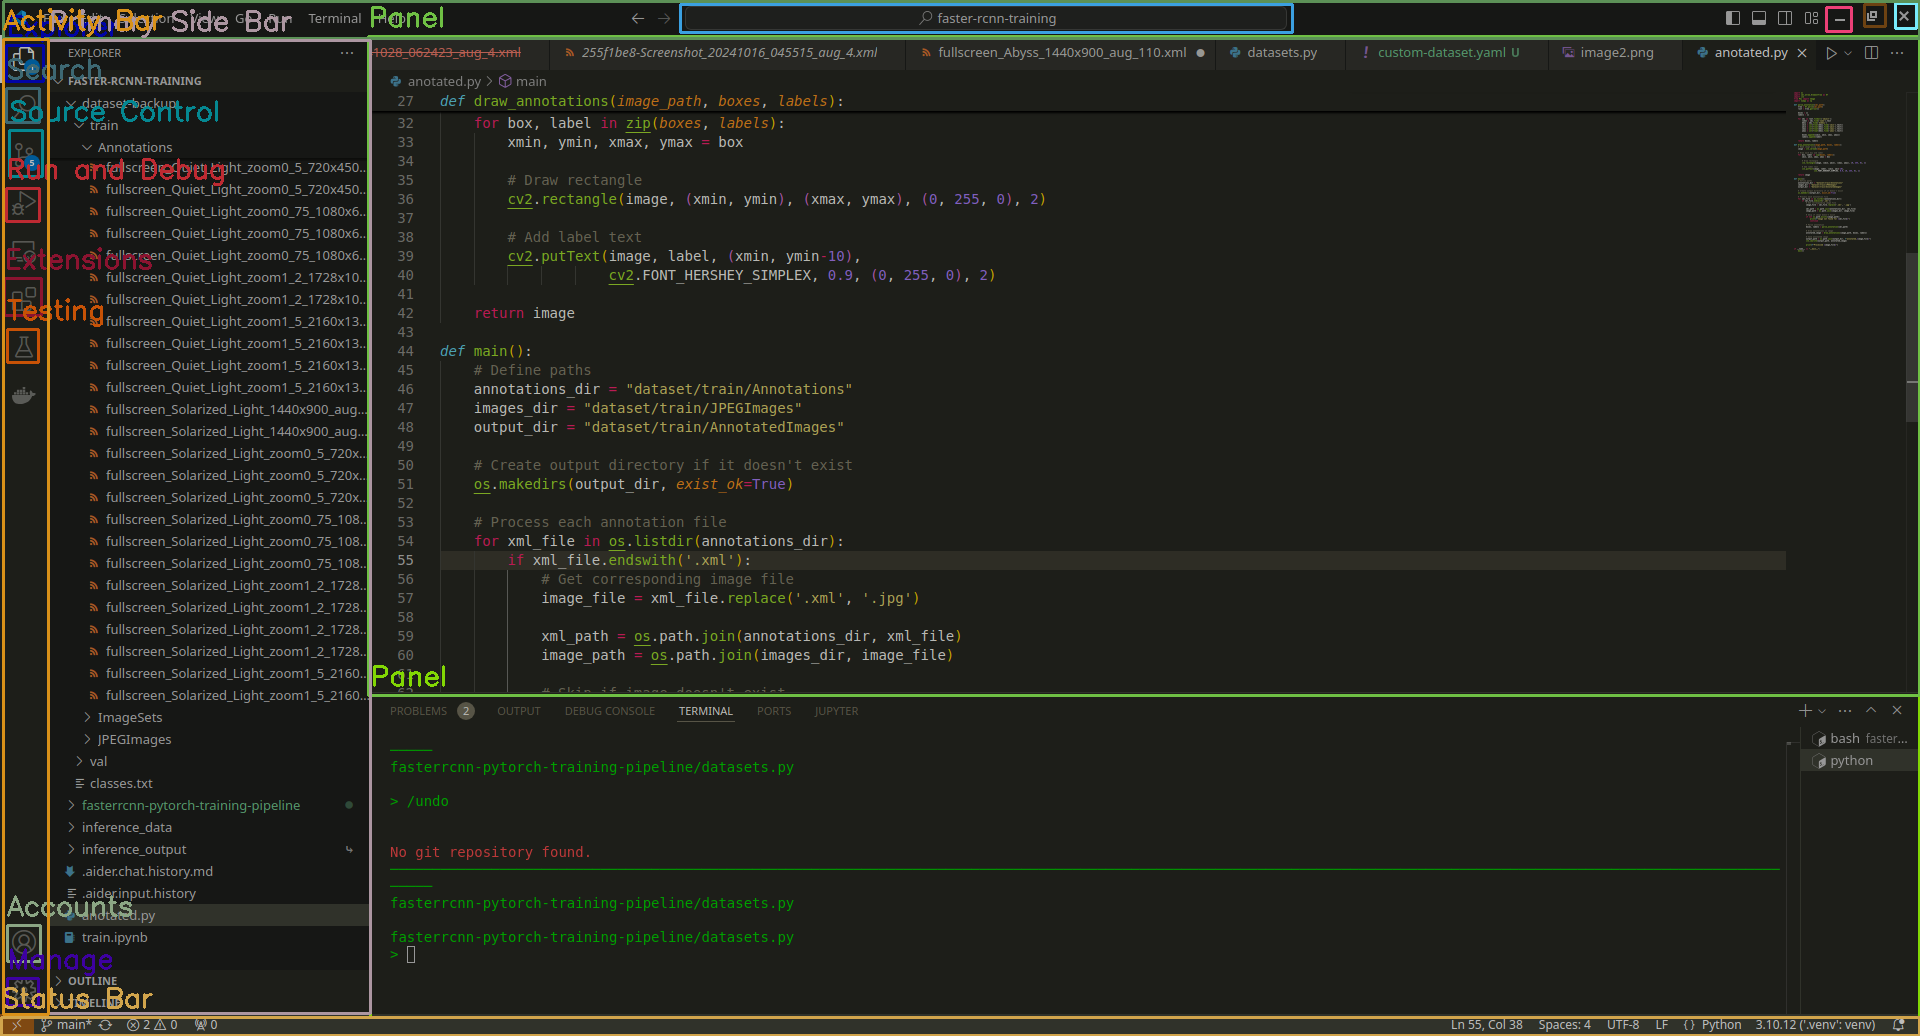 Activity Bar
Primary Side Bar
Terminal
Panel
faster-rcnn-training
EXPLORER
Search
FASTER-RCNN-TRAINING
dataset-backup
Source Control
train
5
Annotations
Run and Debug
fullscreen_Quiet_Light_zoom0_5_720x450...
fullscreen_Quiet_Light_zoom0_5_720x450...
fullscreen_Quiet_Light_zoom0_75_1080x6...
fullscreen_Quiet_Light_zoom0_75_1080x6...
fullscreen_Quiet_Light_zoom0_75_1080x6...
Extensions
fullscreen_Quiet_Light_zoom1_2_1728x10...
fullscreen_Quiet_Light_zoom1_2_1728x10...
Testing
fullscreen_Quiet_Light_zoom1_5_2160x13...
fullscreen_Quiet_Light_zoom1_5_2160x13...
fullscreen_Quiet_Light_zoom1_5_2160x13...
fullscreen_Quiet_Light_zoom1_5_2160x13...
fullscreen_Solarized_Light_1440x900_aug...
fullscreen_Solarized_Light_1440x900_aug...
fullscreen_Solarized_Light_zoom0_5_720x...
fullscreen_Solarized_Light_zoom0_5_720x...
fullscreen_Solarized_Light_zoom0_5_720x...
fullscreen_Solarized_Light_zoom0_75_108...
fullscreen_Solarized_Light_zoom0_75_108...
fullscreen_Solarized_Light_zoom0_75_108...
fullscreen_Solarized_Light_zoom1_2_1728...
fullscreen_Solarized_Light_zoom1_2_1728...
fullscreen_Solarized_Light_zoom1_2_1728...
fullscreen_Solarized_Light_zoom1_2_1728...
fullscreen_Solarized_Light_zoom1_5_2160...
fullscreen_Solarized_Light_zoom1_5_2160...
ImageSets
JPEGImages
val
classes.txt
fasterrcnn-pytorch-training-pipeline
inference_data
inference_output
.aider.chat.history.md
.aider.input.history
Accounts
anotated.py
train.ipynb
Manage
OUTLINE
TIMELINE
Status Bar
1028_062423_aug_4.xml
255f1be8-Screenshot_20241016_045515_aug_4.xml
fullscreen_Abyss_1440x900_aug_110.xml
datasets.py
custom-dataset.yaml U
image2.png
anotated.py
anotated.py > main
27 def draw_annotations(image_path, boxes, labels):
32 for box, label in zip(boxes, labels):
33 xmin, ymin, xmax, ymax = box
34
35 # Draw rectangle
36 cv2.rectangle(image, (xmin, ymin), (xmax, ymax), (0, 255, 0), 2)
37
38 # Add label text
39 cv2.putText(image, label, (xmin, ymin-10),
40 cv2.FONT_HERSHEY_SIMPLEX, 0.9, (0, 255, 0), 2)
41
42 return image
43
44 def main():
45 # Define paths
46 annotations_dir = "dataset/train/Annotations"
47 images_dir = "dataset/train/JPEGImages"
48 output_dir = "dataset/train/AnnotatedImages"
49
50 # Create output directory if it doesn't exist
51 os.makedirs(output_dir, exist_ok=True)
52
53 # Process each annotation file
54 for xml_file in os.listdir(annotations_dir):
55 if xml_file.endswith('.xml'):
56 # Get corresponding image file
57 image_file = xml_file.replace('.xml', '.jpg')
58
59 xml_path = os.path.join(annotations_dir, xml_file)
60 image_path = os.path.join(images_dir, image_file)
Panel
# Skip if image doesn't exist
PROBLEMS 2
OUTPUT
DEBUG CONSOLE
TERMINAL
PORTS
JUPYTER
fasterrcnn-pytorch-training-pipeline/datasets.py
> /undo
No git repository found.
fasterrcnn-pytorch-training-pipeline/datasets.py
fasterrcnn-pytorch-training-pipeline/datasets.py
>
bash faster...
python
main* 2 0 0
Ln 55, Col 38
Spaces: 4
UTF-8
LF
{ } Python
3.10.12 ('.venv': venv)